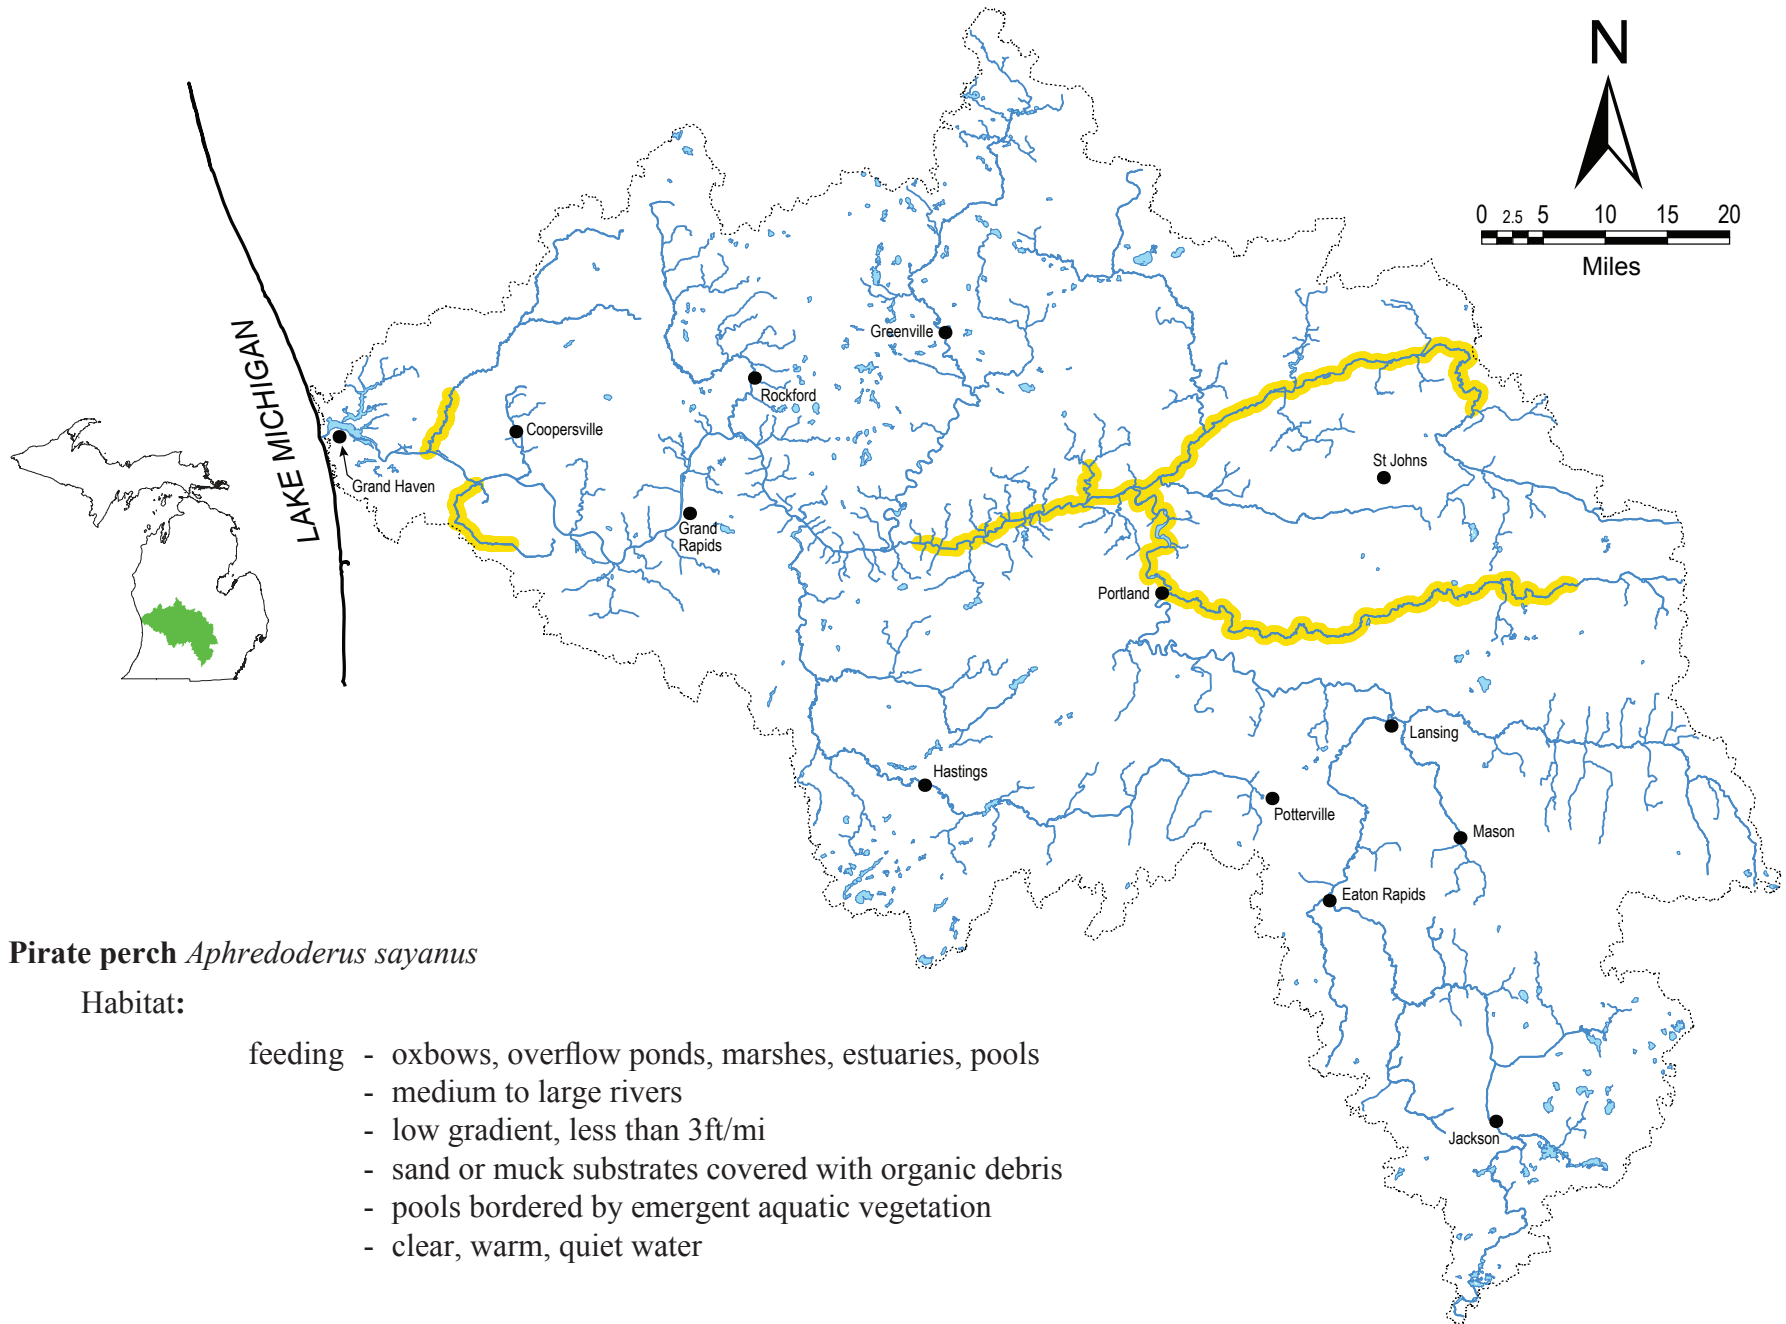 N
0 2.5 5 10 15 20
Miles
LAKE MICHIGAN
Greenville
Rockford
Coopersville
Grand Haven
St Johns
Grand
Rapids
Portland
Lansing
Hastings
Potterville
Mason
Eaton Rapids
Jackson
Pirate perch Aphredoderus sayanus
Habitat:
feeding - oxbows, overflow ponds, marshes, estuaries, pools
- medium to large rivers
- low gradient, less than 3ft/mi
- sand or muck substrates covered with organic debris
- pools bordered by emergent aquatic vegetation
- clear, warm, quiet water